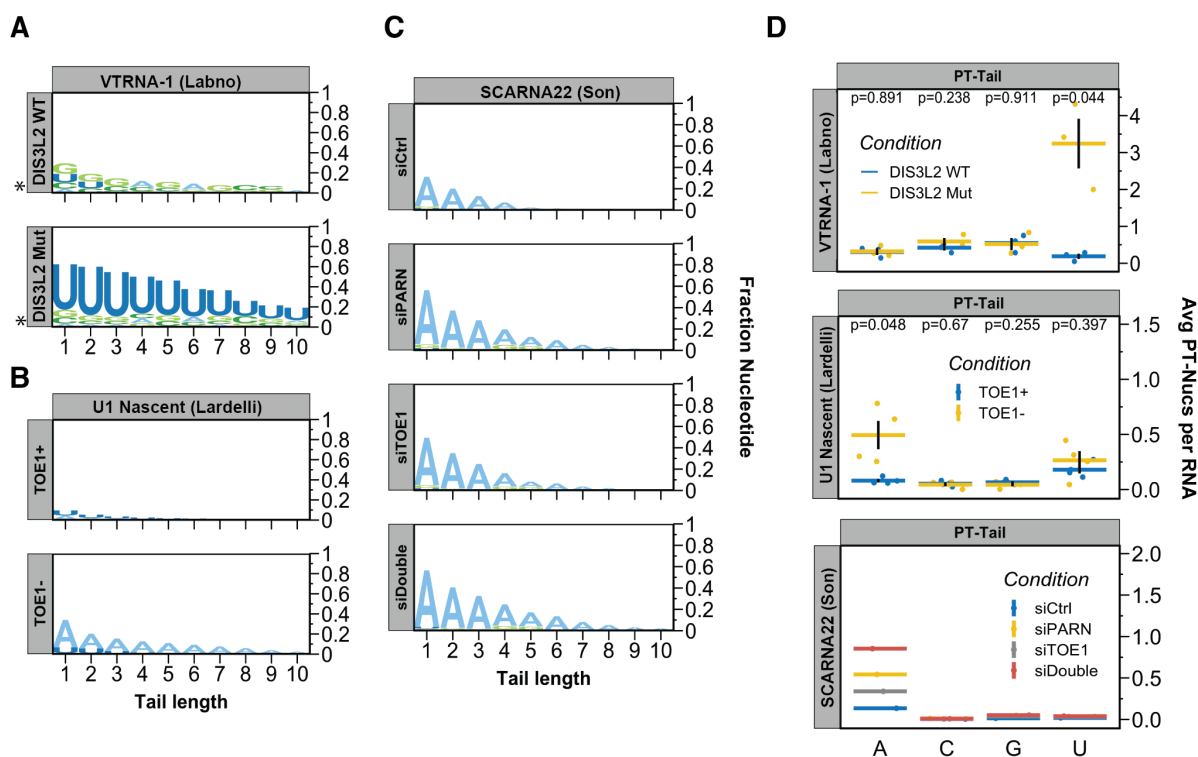 A
VTRNA-1 (Labno)
DIS3L2 WT
*
0
0.2
0.4
0.6
0.8
1
DIS3L2 Mut
*
0
0.2
0.4
0.6
0.8
1
1 2 3 4 5 6 7 8 9 10
B
U1 Nascent (Lardelli)
TOE1+
0
0.2
0.4
0.6
0.8
1
TOE1-
0
0.2
0.4
0.6
0.8
1
1 2 3 4 5 6 7 8 9 10
Tail length
C
SCARNA22 (Son)
siCtrl
0
0.2
0.4
0.6
0.8
1
siPARN
0
0.2
0.4
0.6
0.8
1
siTOE1
0
0.2
0.4
0.6
0.8
1
siDouble
0
0.2
0.4
0.6
0.8
1
1 2 3 4 5 6 7 8 9 10
Tail length
Fraction Nucleotide
D
PT-Tail
VTRNA-1 (Labno)
p=0.891 p=0.238 p=0.911 p=0.044
Condition
DIS3L2 WT
DIS3L2 Mut
4
3
2
1
0
PT-Tail
U1 Nascent (Lardelli)
p=0.048 p=0.67 p=0.255 p=0.397
Condition
TOE1+
TOE1-
1.5
1.0
0.5
0.0
Avg PT-Nucs per RNA
PT-Tail
SCARNA22 (Son)
Condition
siCtrl
siPARN
siTOE1
siDouble
2.0
1.5
1.0
0.5
0.0
A C G U